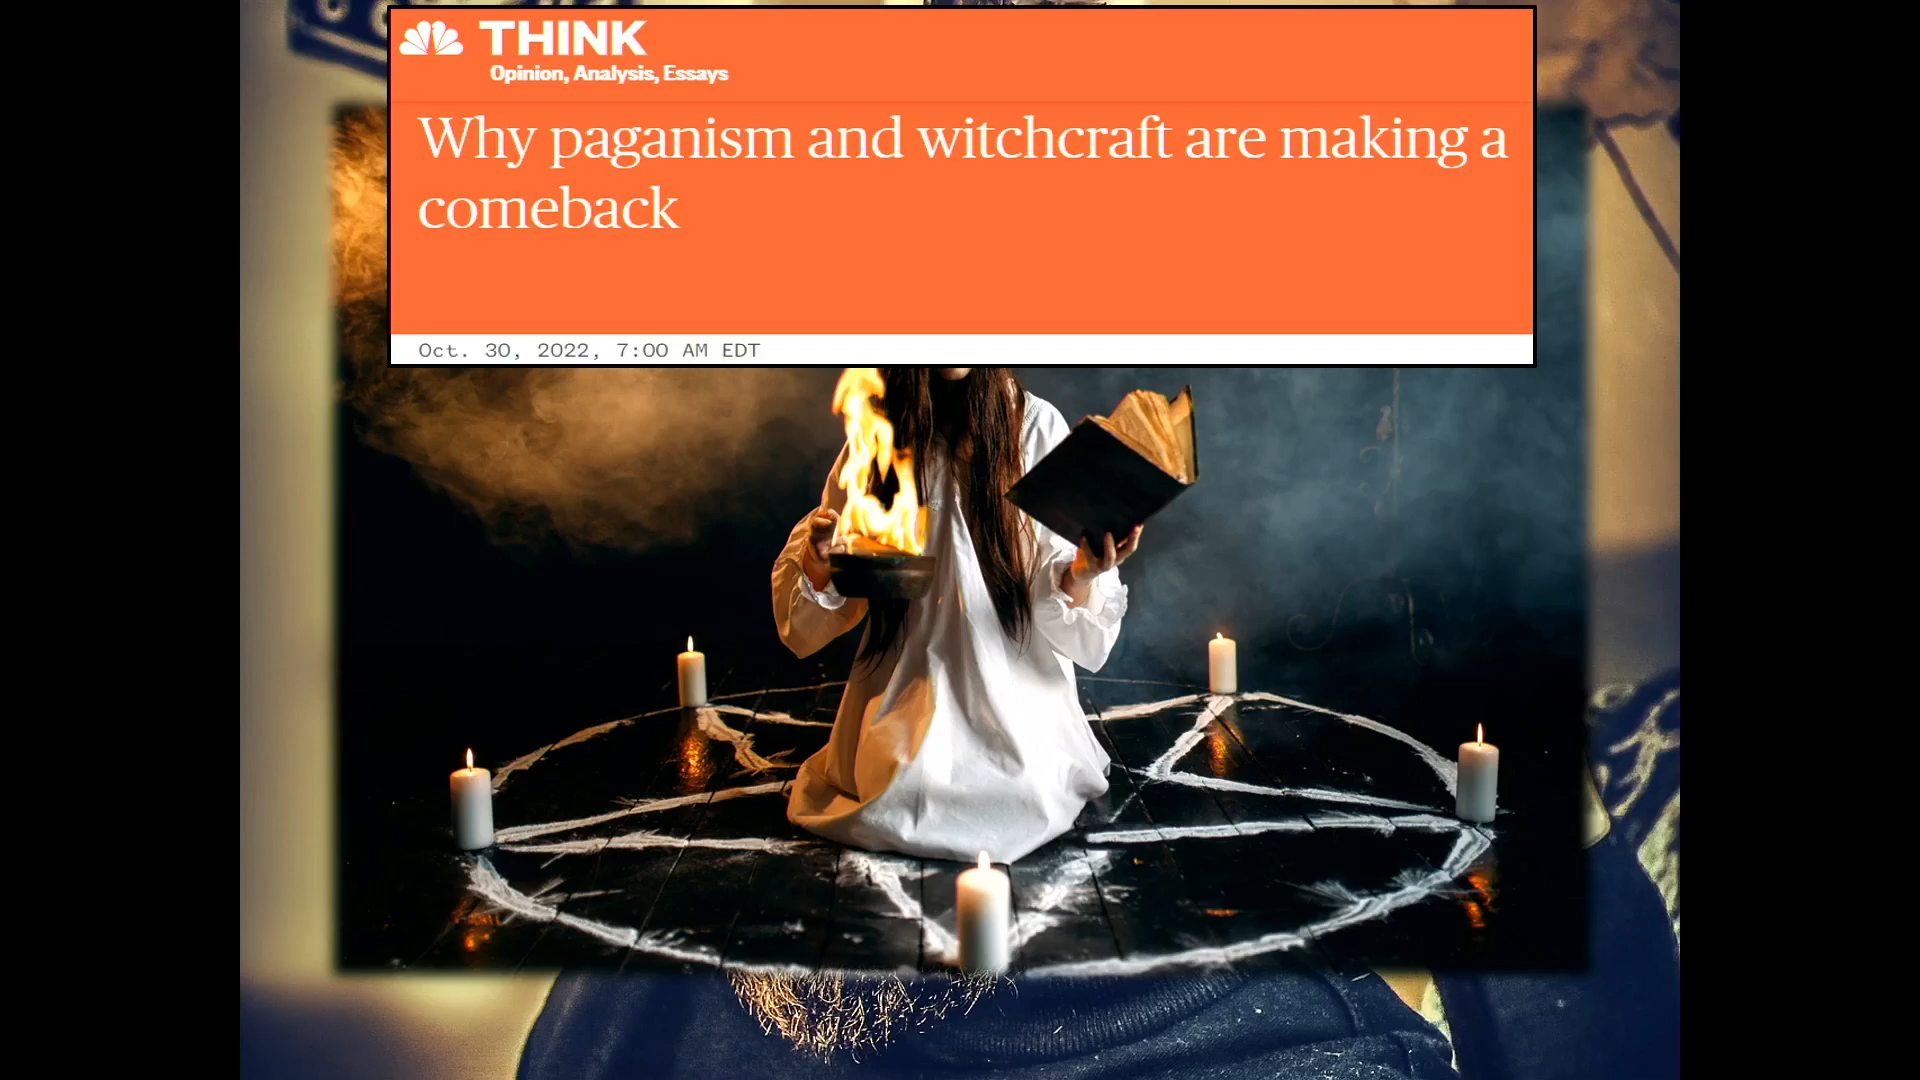 THINK
Opinion, Analysis, Essays
Why paganism and witchcraft are making a
comeback
Oct. 30, 2022, 7:00 AM EDT